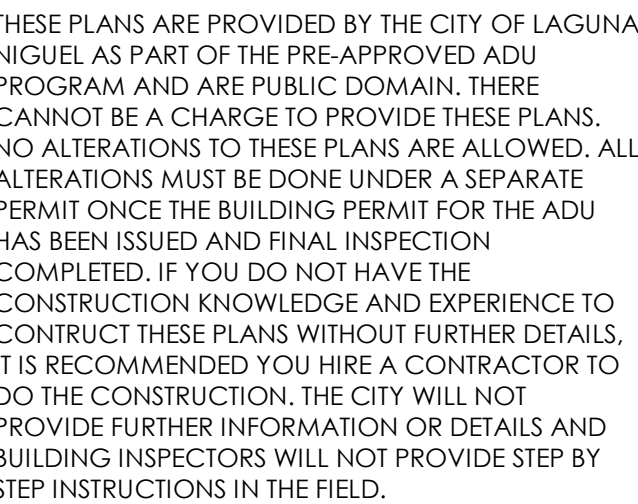 THESE PLANS ARE PROVIDED BY THE CITY OF LAGUNA
NIGUEL AS PART OF THE PRE-APPROVED ADU
PROGRAM AND ARE PUBLIC DOMAIN. THERE
CANNOT BE A CHARGE TO PROVIDE THESE PLANS.
NO ALTERATIONS TO THESE PLANS ARE ALLOWED. ALL
ALTERATIONS MUST BE DONE UNDER A SEPARATE
PERMIT ONCE THE BUILDING PERMIT FOR THE ADU
HAS BEEN ISSUED AND FINAL INSPECTION
COMPLETED. IF YOU DO NOT HAVE THE
CONSTRUCTION KNOWLEDGE AND EXPERIENCE TO
CONTRUCT THESE PLANS WITHOUT FURTHER DETAILS,
IT IS RECOMMENDED YOU HIRE A CONTRACTOR TO
DO THE CONSTRUCTION. THE CITY WILL NOT
PROVIDE FURTHER INFORMATION OR DETAILS AND
BUILDING INSPECTORS WILL NOT PROVIDE STEP BY
STEP INSTRUCTIONS IN THE FIELD.